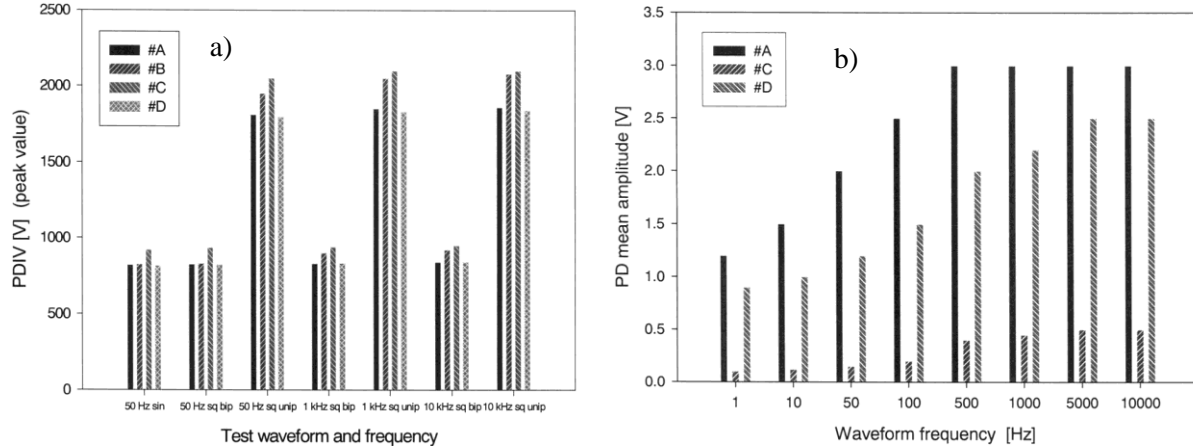 a)
#A
#B
#C
#D
2500
2000
1500
1000
500
0
PDIV [V] (peak value)
50 Hz sin
50 Hz sq bip
50 Hz sq unip
1 kHz sq bip
1 kHz sq unip
10 kHz sq bip
10 kHz sq unip
Test waveform and frequency
b)
#A
#C
#D
3.5
3.0
2.5
2.0
1.5
1.0
0.5
0.0
PD mean amplitude [V]
1
10
50
100
500
1000
5000
10000
Waveform frequency [Hz]